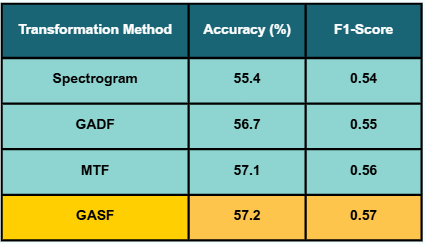 Transformation Method Accuracy (%) F1-Score
Spectrogram 55.4 0.54
GADF 56.7 0.55
MTF 57.1 0.56
GASF 57.2 0.57